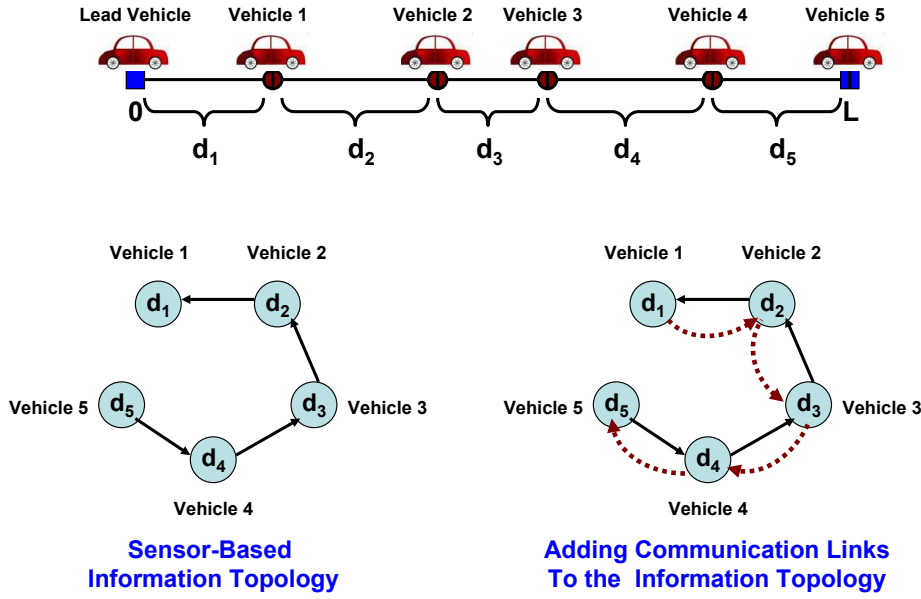 Lead Vehicle Vehicle 1 Vehicle 2 Vehicle 3 Vehicle 4 Vehicle 5
0 L
d1 d2 d3 d4 d5
Vehicle 1 Vehicle 2
d1 d2
Vehicle 5 d5 d3 Vehicle 3
d4
Vehicle 4
Sensor-Based
Information Topology
Vehicle 1 Vehicle 2
d1 d2
Vehicle 5 d5 d3 Vehicle 3
d4
Vehicle 4
Adding Communication Links
To the Information Topology